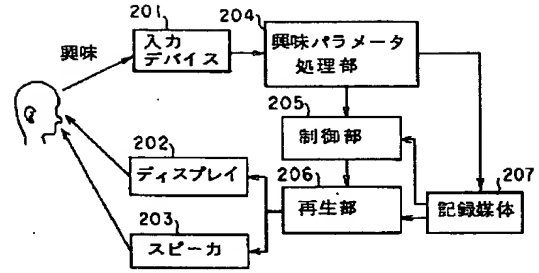 201
204
興味
入力
デバイス
興味パラメータ
処理部
205
制御部
202
ディスプレイ
206
再生部
207
記録媒体
203
スピーカ